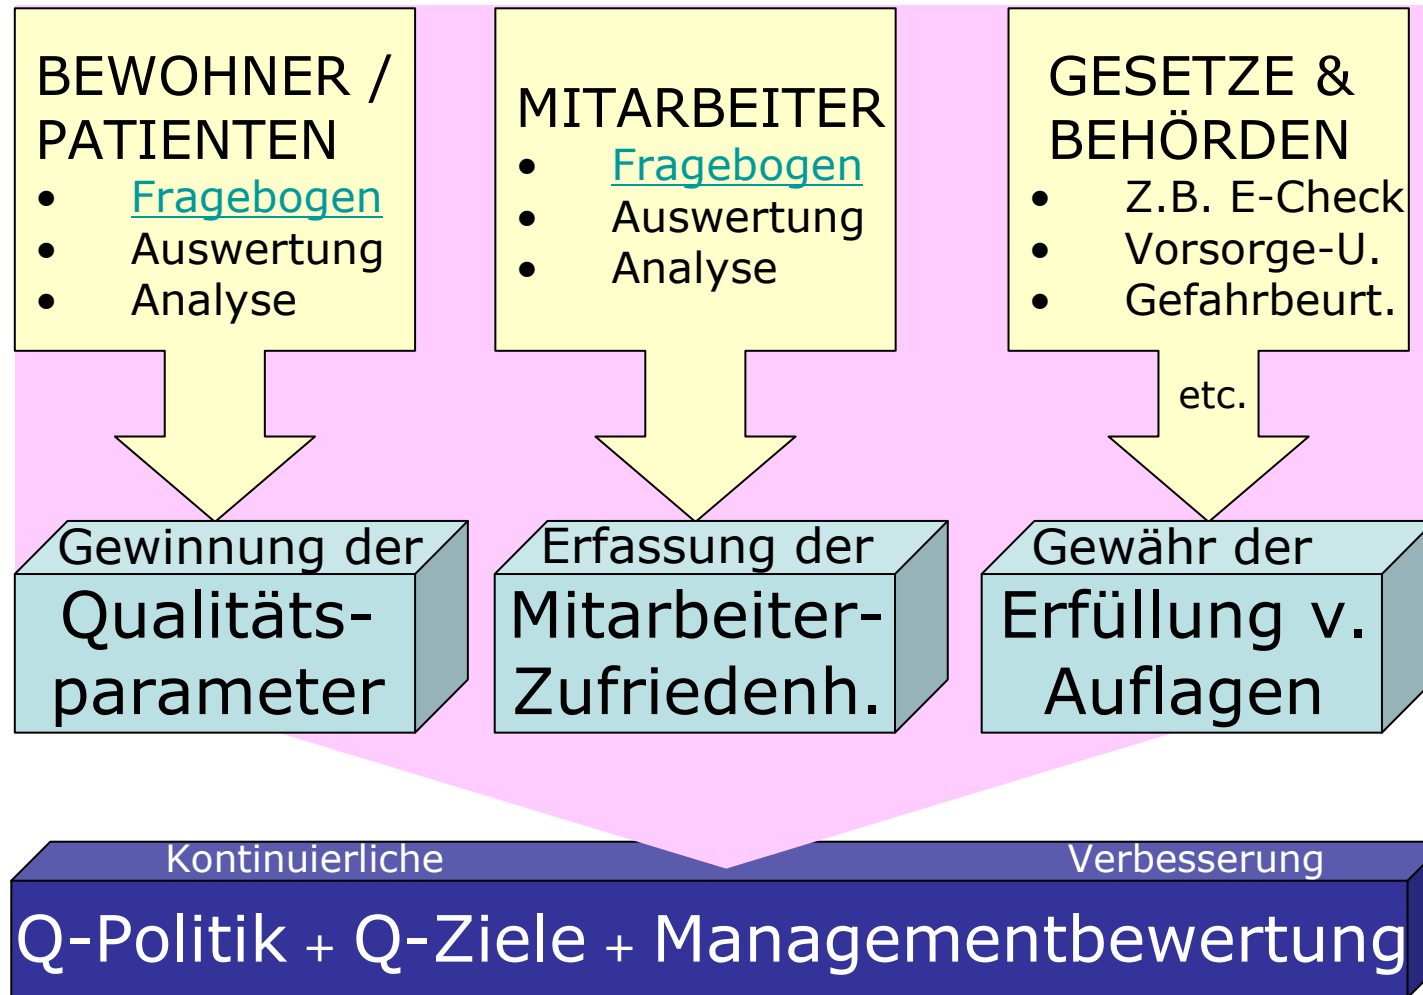 BEWOHNER /
PATIENTEN
• Fragebogen
• Auswertung
• Analyse
MITARBEITER
• Fragebogen
• Auswertung
• Analyse
GESETZE &
BEHÖRDEN
• Z.B. E-Check
• Vorsorge-U.
• Gefahrbeurt.
etc.
Gewinnung der
Qualitäts-
parameter
Erfassung der
Mitarbeiter-
Zufriedenh.
Gewähr der
Erfüllung v.
Auflagen
Kontinuierliche Verbesserung
Q-Politik + Q-Ziele + Managementbewertung